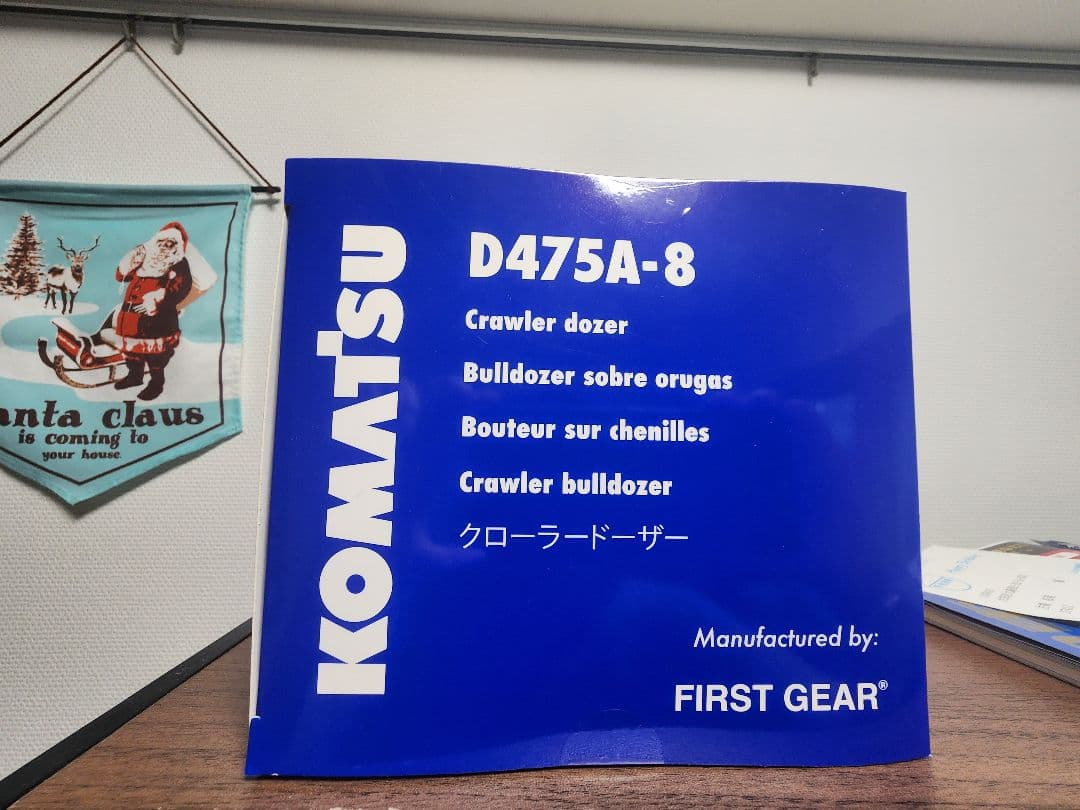 KOMATSU
D475A-8
Crawler dozer
Bulldozer sobre orugas
Bouteur sur chenilles
Crawler bulldozer
クローラードーザー
Manufactured by:
FIRST GEAR®
claus
is coming to
your house.